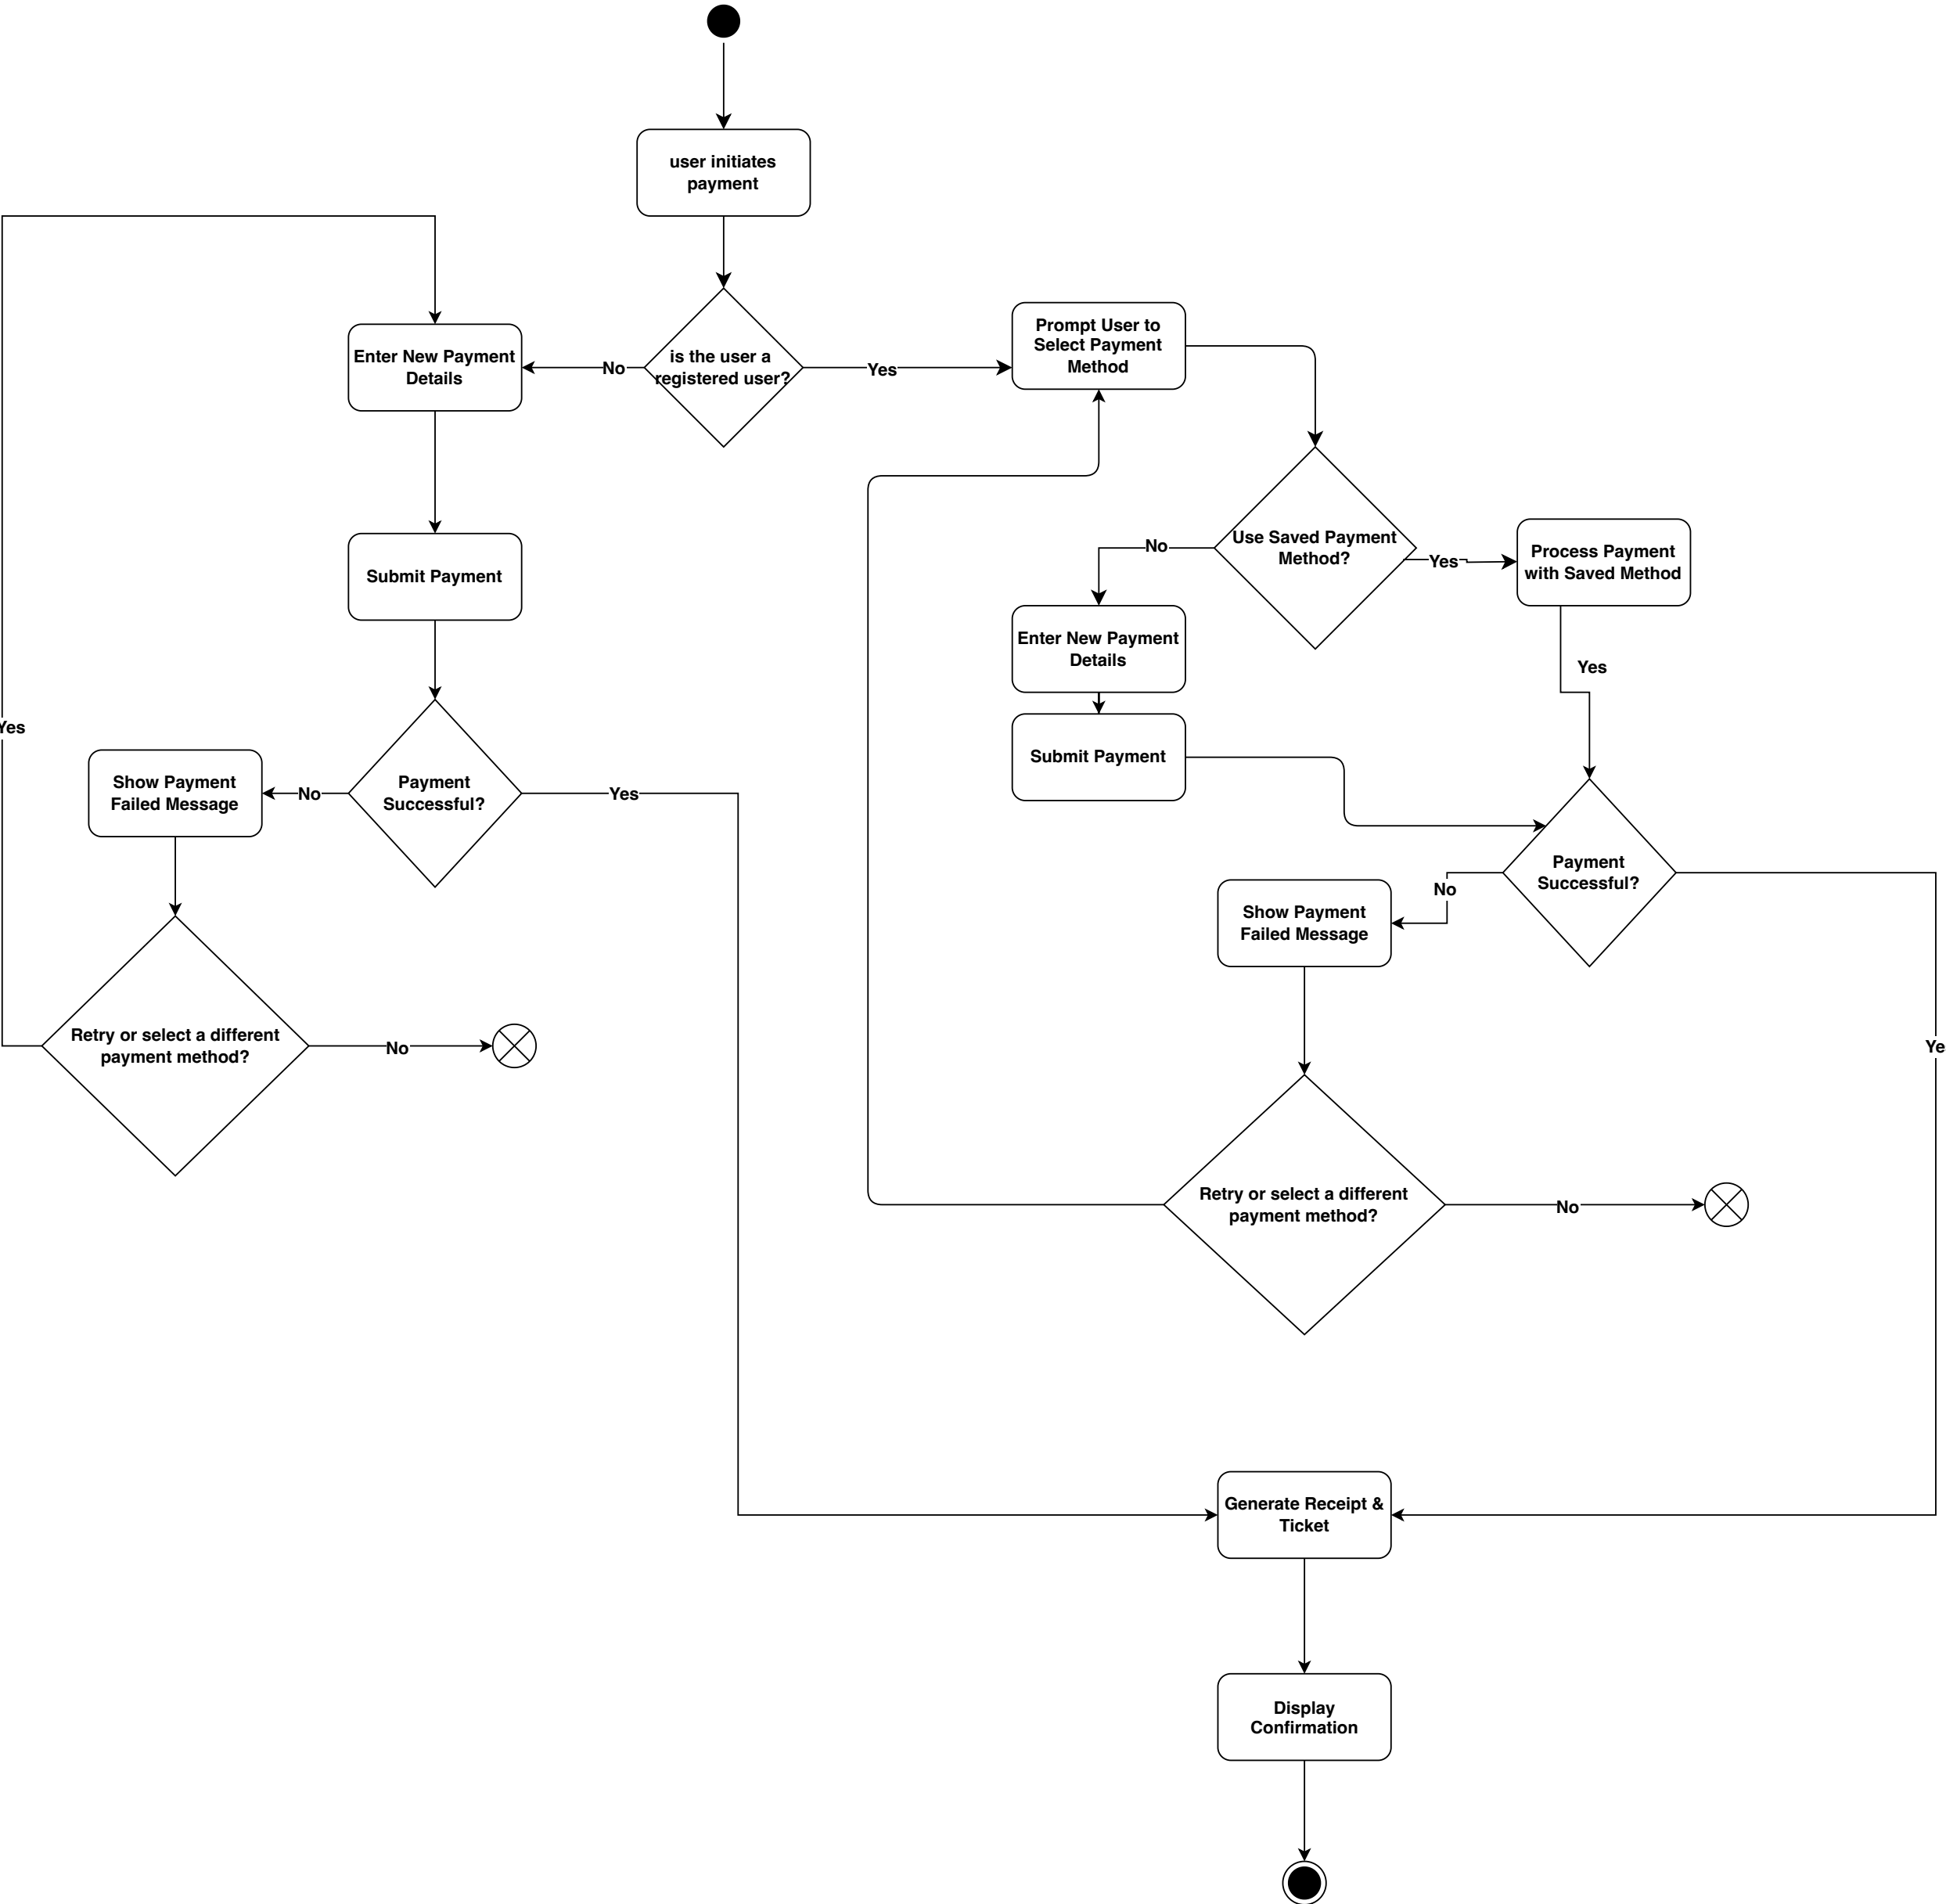 user initiates
payment
Enter New Payment
Details
No
is the user a
registered user?
Yes
Prompt User to
Select Payment
Method
Submit Payment
No
Use Saved Payment
Method?
Yes
Process Payment
with Saved Method
Enter New Payment
Details
Yes
Submit Payment
Yes
Show Payment
Failed Message
No
Payment
Successful?
Yes
Payment
Successful?
No
Show Payment
Failed Message
Ye
Retry or select a different
payment method?
No
Retry or select a different
payment method?
No
Generate Receipt &
Ticket
Display
Confirmation